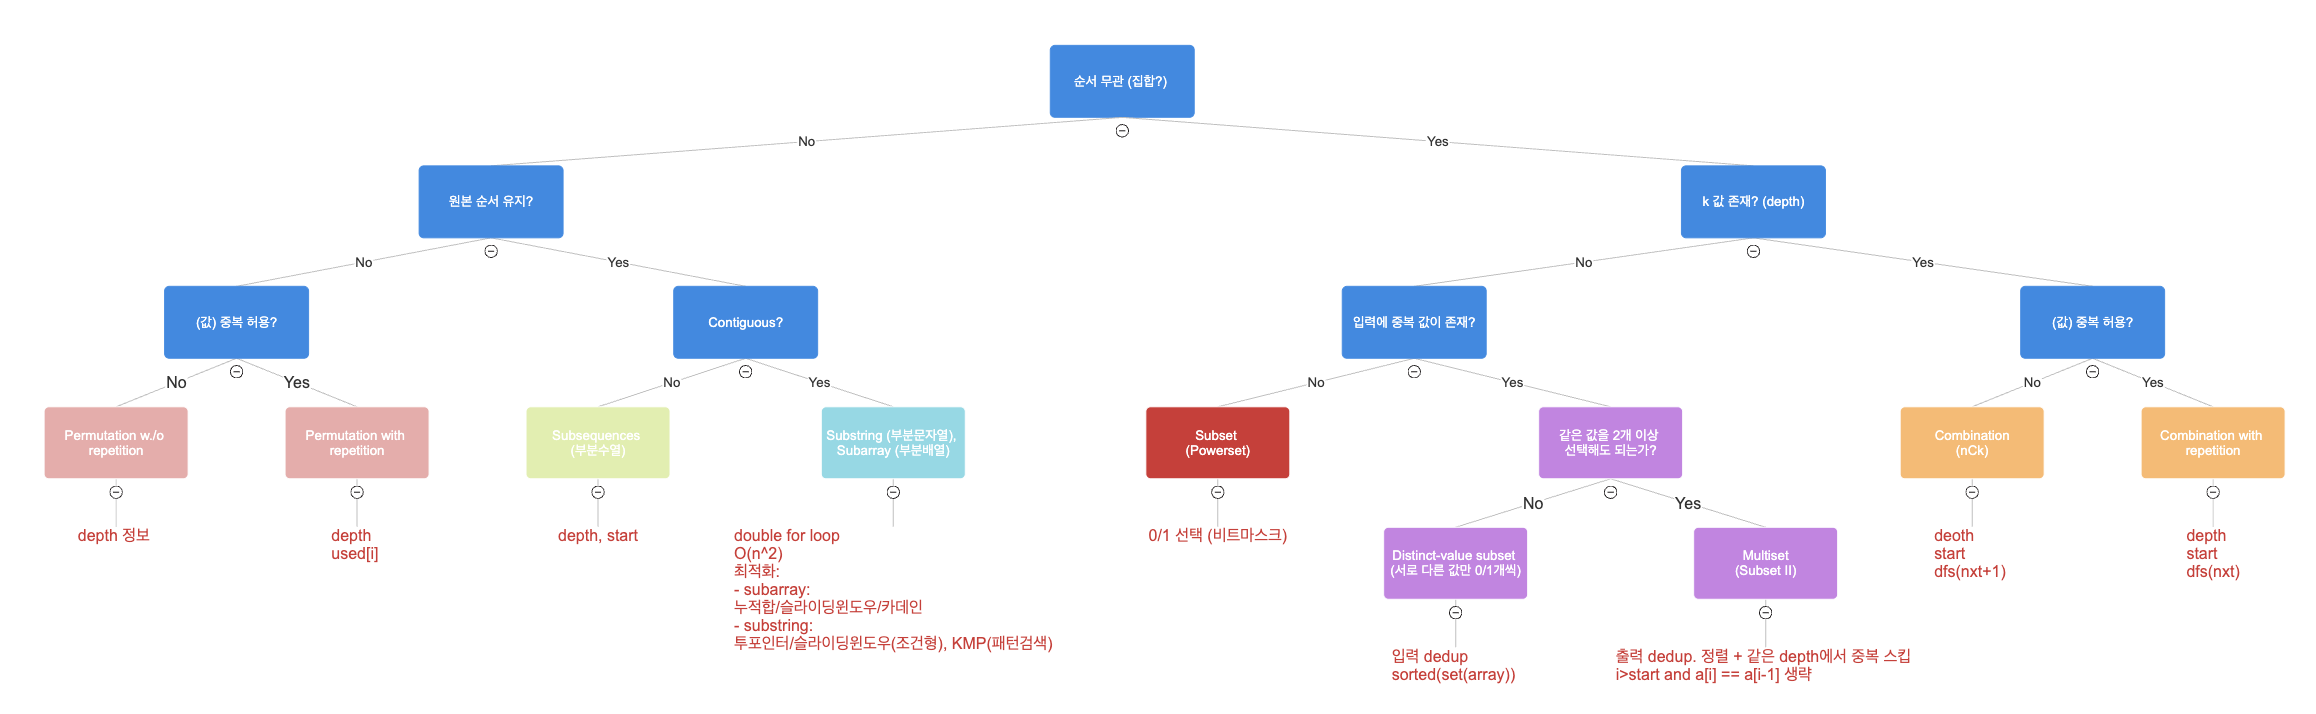 순서 무관 (집합?)
No
Yes
원본 순서 유지?
k 값 존재? (depth)
No
Yes
No
Yes
(값) 중복 허용?
Contiguous?
입력에 중복 값이 존재?
(값) 중복 허용?
No
Yes
No
Yes
No
Yes
No
Yes
Permutation w./o
repetition
Permutation with
repetition
Subsequences
(부분수열)
Substring (부분문자열),
Subarray (부분배열)
Subset
(Powerset)
같은 값을 2개 이상
선택해도 되는가?
Combination
(nCk)
Combination with
repetition
No
Yes
depth 정보
depth
used[i]
depth, start
double for loop
O(n^2)
최적화:
- subarray:
누적합/슬라이딩윈도우/카데인
- substring:
투포인터/슬라이딩윈도우(조건형), KMP(패턴검색)
0/1 선택 (비트마스크)
Distinct-value subset
(서로 다른 값만 0/1개씩)
Multiset
(Subset II)
deoth
start
dfs(nxt+1)
depth
start
dfs(nxt)
입력 dedup
sorted(set(array))
출력 dedup. 정렬 + 같은 depth에서 중복 스킵
i>start and a[i] == a[i-1] 생략